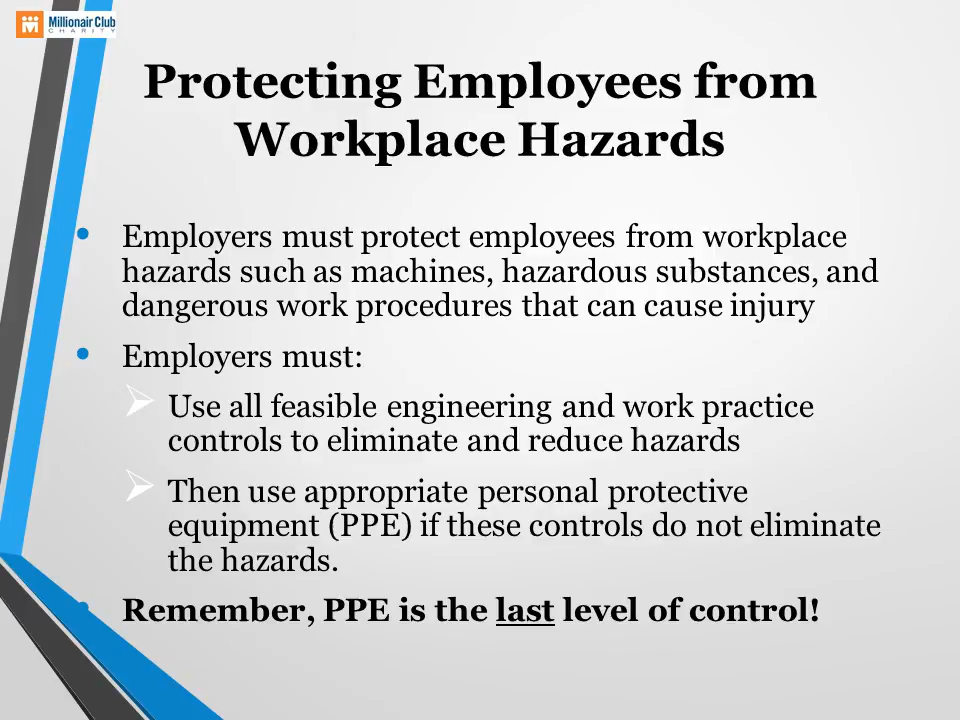 Millionair Club
CHARITY
Protecting Employees from
Workplace Hazards
• Employers must protect employees from workplace
hazards such as machines, hazardous substances, and
dangerous work procedures that can cause injury
• Employers must:
➢ Use all feasible engineering and work practice
controls to eliminate and reduce hazards
➢ Then use appropriate personal protective
equipment (PPE) if these controls do not eliminate
the hazards.
• Remember, PPE is the last level of control!